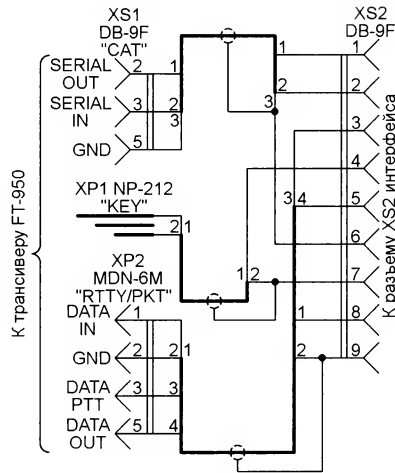 XS1
DB-9F
"CAT"
XS2
DB-9F
SERIAL OUT 2 1
SERIAL IN 3 2
3
GND 5
1 1
2 2
3
3
4
3 4 5
6
1 2 7
1 8
2 9
XP1 NP-212
"KEY"
2 1
XP2
MDN-6M
"RTTY/PKT"
DATA IN 1
GND 2 2 1
DATA PTT 3 3
DATA OUT 5 4
К трансиверу FT-950
К разъему XS2 интерфейса